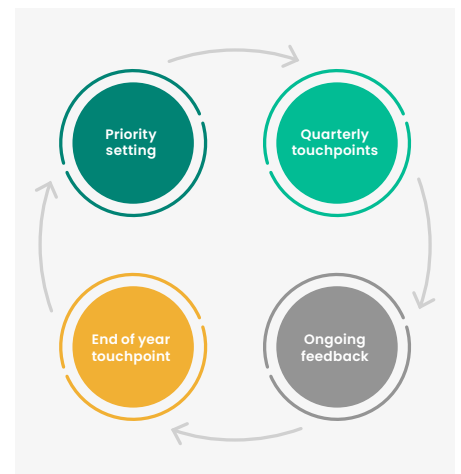 Priority
setting
Quarterly
touchpoints
End of year
touchpoint
Ongoing
feedback